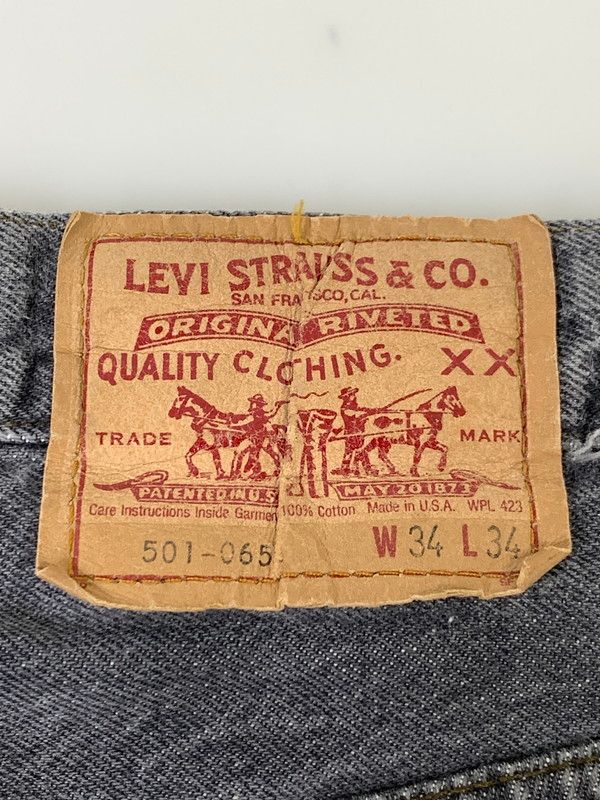 LEVI STRAUSS & CO.
SAN FRANCISCO, CAL.
ORIGINAL RIVETED
QUALITY CLOTHING. XX
TRADE MARK
PATENTED IN U.S. MAY 20 1873
Care Instructions Inside Garment 100% Cotton Made in U.S.A. WPL 423
501-065 W 34 L 34